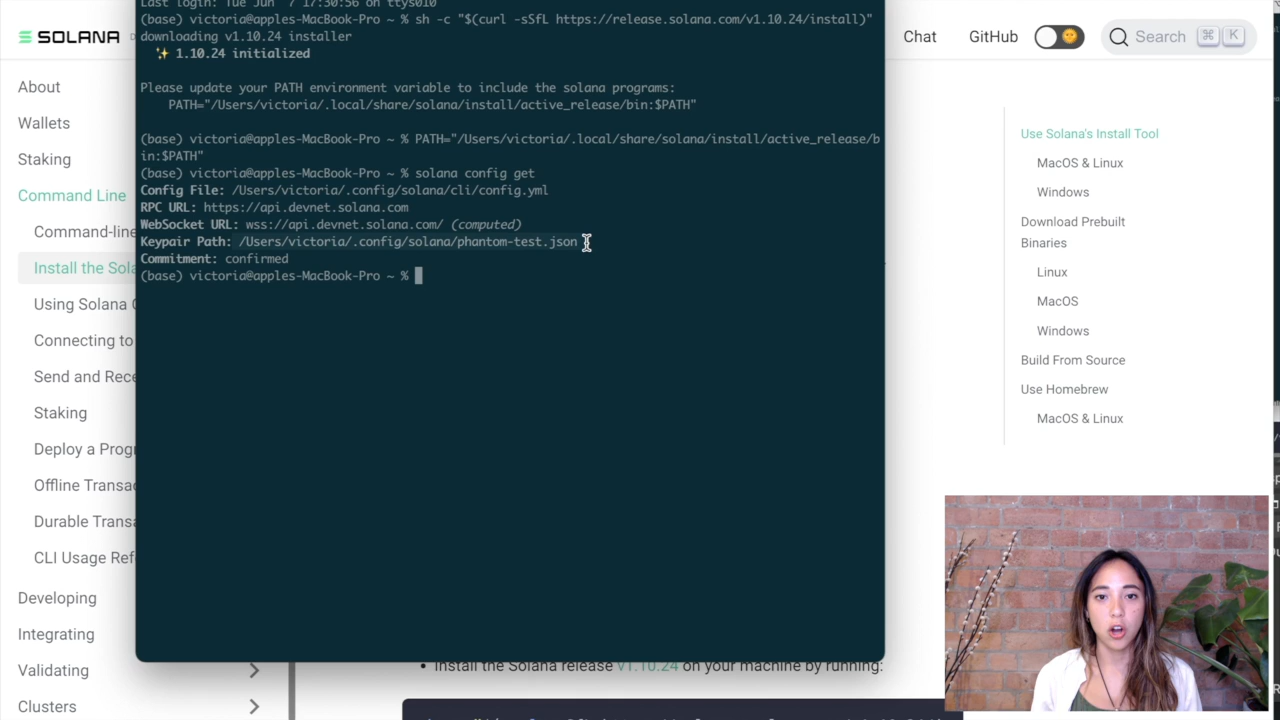 Last login: Tue Jun 7 17:30:56 on ttys010
(base) victoria@apples-MacBook-Pro ~ % sh -c "$(curl -sSfL https://release.solana.com/v1.10.24/install)"
downloading v1.10.24 installer
✨ 1.10.24 initialized
Please update your PATH environment variable to include the solana programs:
PATH="/Users/victoria/.local/share/solana/install/active_release/bin:$PATH"
(base) victoria@apples-MacBook-Pro ~ % PATH="/Users/victoria/.local/share/solana/install/active_release/b
in:$PATH"
(base) victoria@apples-MacBook-Pro ~ % solana config get
Config File: /Users/victoria/.config/solana/cli/config.yml
RPC URL: https://api.devnet.solana.com
WebSocket URL: wss://api.devnet.solana.com/ (computed)
Keypair Path: /Users/victoria/.config/solana/phantom-test.json
Commitment: confirmed
(base) victoria@apples-MacBook-Pro ~ %
SOLANA
Chat GitHub Search ⌘ K
About
Wallets
Staking
Command Line
Command-line
Install the Sola
Using Solana
Connecting to
Send and Rece
Staking
Deploy a Progr
Offline Transac
Durable Transa
CLI Usage Ref
Developing
Integrating
Validating
Clusters
Use Solana's Install Tool
MacOS & Linux
Windows
Download Prebuilt
Binaries
Linux
MacOS
Windows
Build From Source
Use Homebrew
MacOS & Linux
• Install the Solana release v1.10.24 on your machine by running: